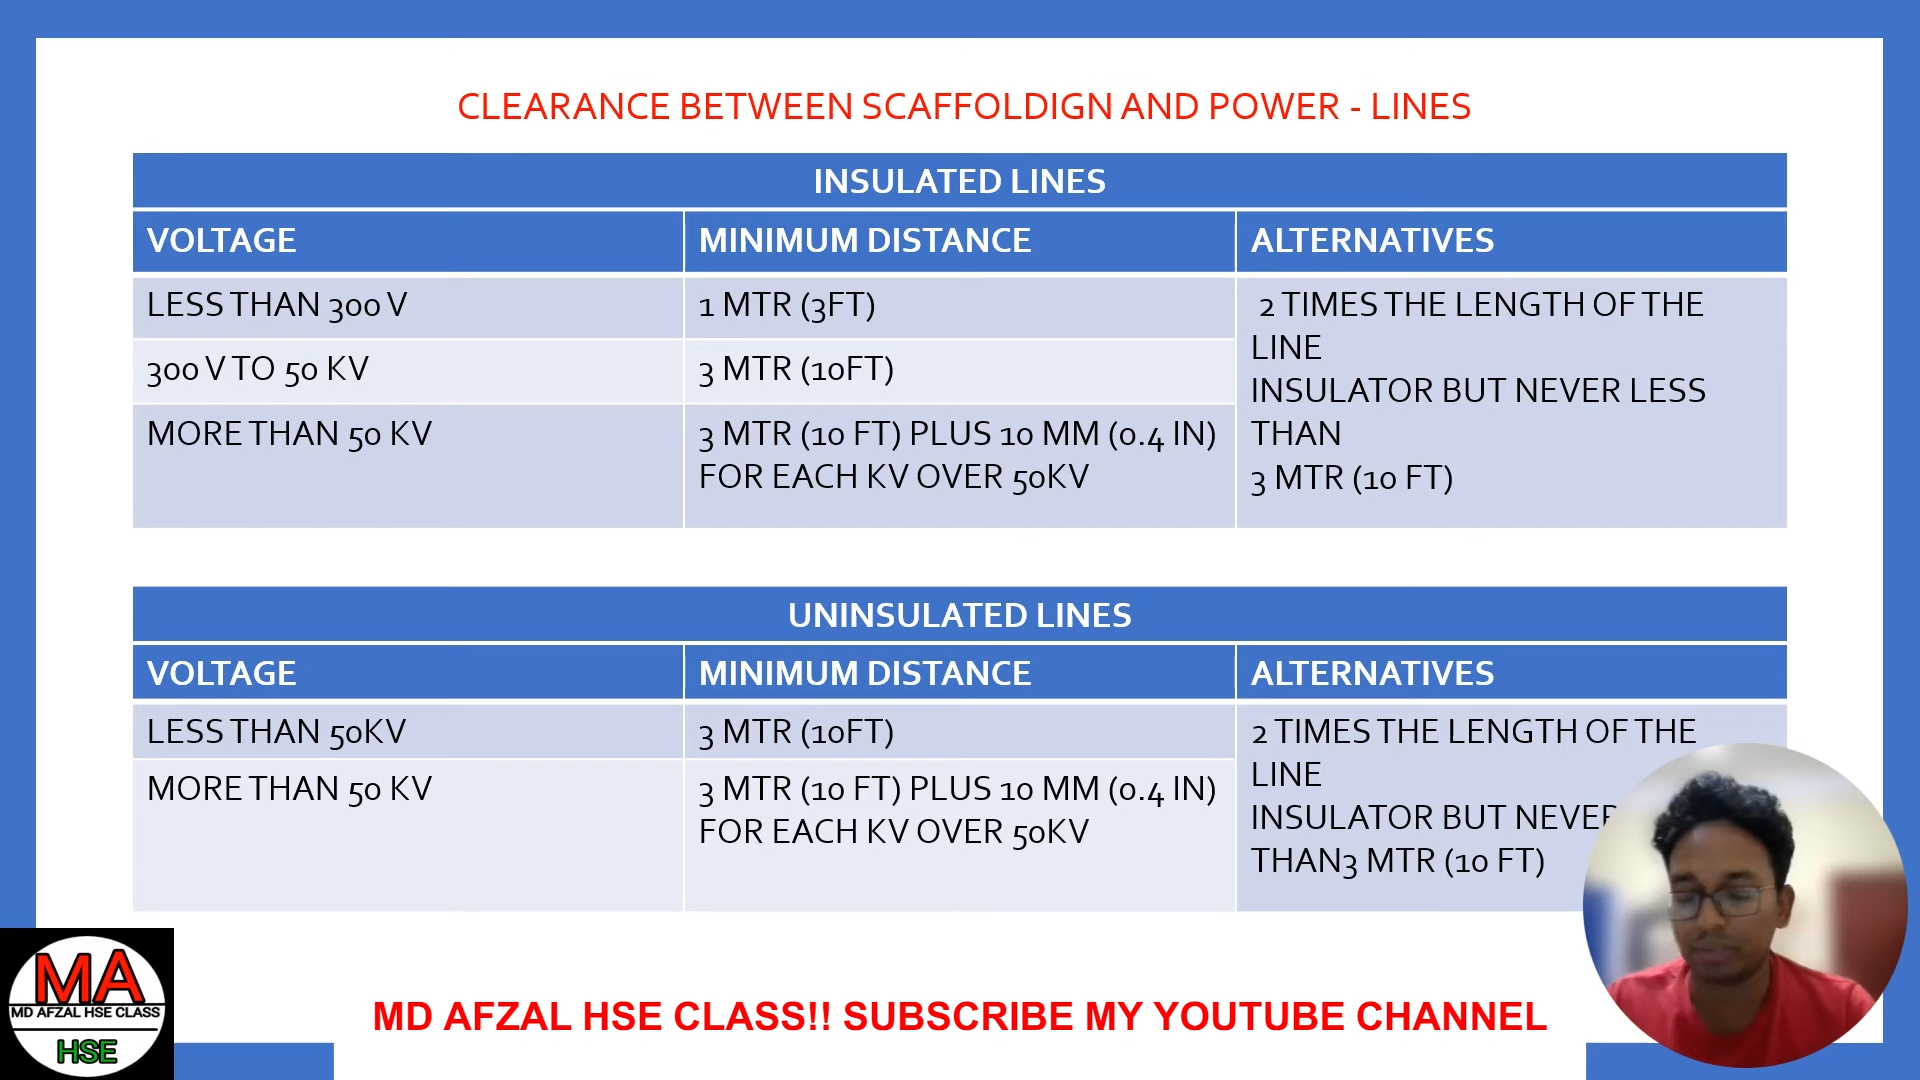 CLEARANCE BETWEEN SCAFFOLDIGN AND POWER - LINES
INSULATED LINES
VOLTAGE
MINIMUM DISTANCE
ALTERNATIVES
LESS THAN 300 V
1 MTR (3FT)
300 V TO 50 KV
3 MTR (10FT)
MORE THAN 50 KV
3 MTR (10 FT) PLUS 10 MM (0.4 IN)
FOR EACH KV OVER 50KV
2 TIMES THE LENGTH OF THE
LINE
INSULATOR BUT NEVER LESS
THAN
3 MTR (10 FT)
UNINSULATED LINES
VOLTAGE
MINIMUM DISTANCE
ALTERNATIVES
LESS THAN 50KV
3 MTR (10FT)
MORE THAN 50 KV
3 MTR (10 FT) PLUS 10 MM (0.4 IN)
FOR EACH KV OVER 50KV
2 TIMES THE LENGTH OF THE
LINE
INSULATOR BUT NEVER
THAN3 MTR (10 FT)
MA
MD AFZAL HSE CLASS
HSE
MD AFZAL HSE CLASS!! SUBSCRIBE MY YOUTUBE CHANNEL